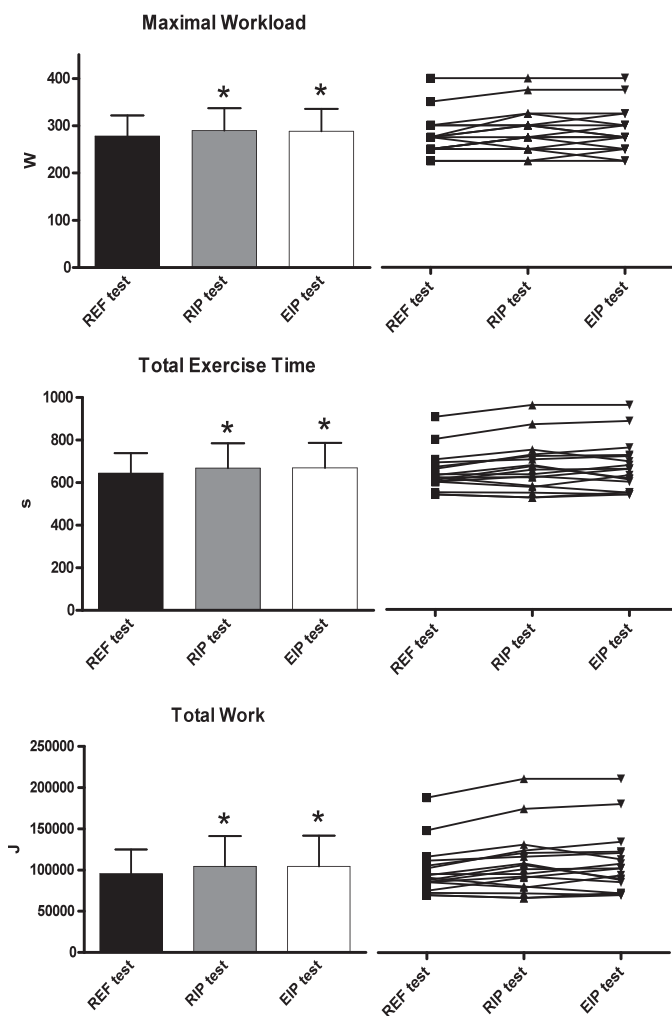 Maximal Workload
400
300
200
100
0
W
*
*
REF test
RIP test
EIP test
REF test
RIP test
EIP test
Total Exercise Time
1000
800
600
400
200
0
s
*
*
REF test
RIP test
EIP test
REF test
RIP test
EIP test
Total Work
250000
200000
150000
100000
50000
0
J
*
*
REF test
RIP test
EIP test
REF test
RIP test
EIP test